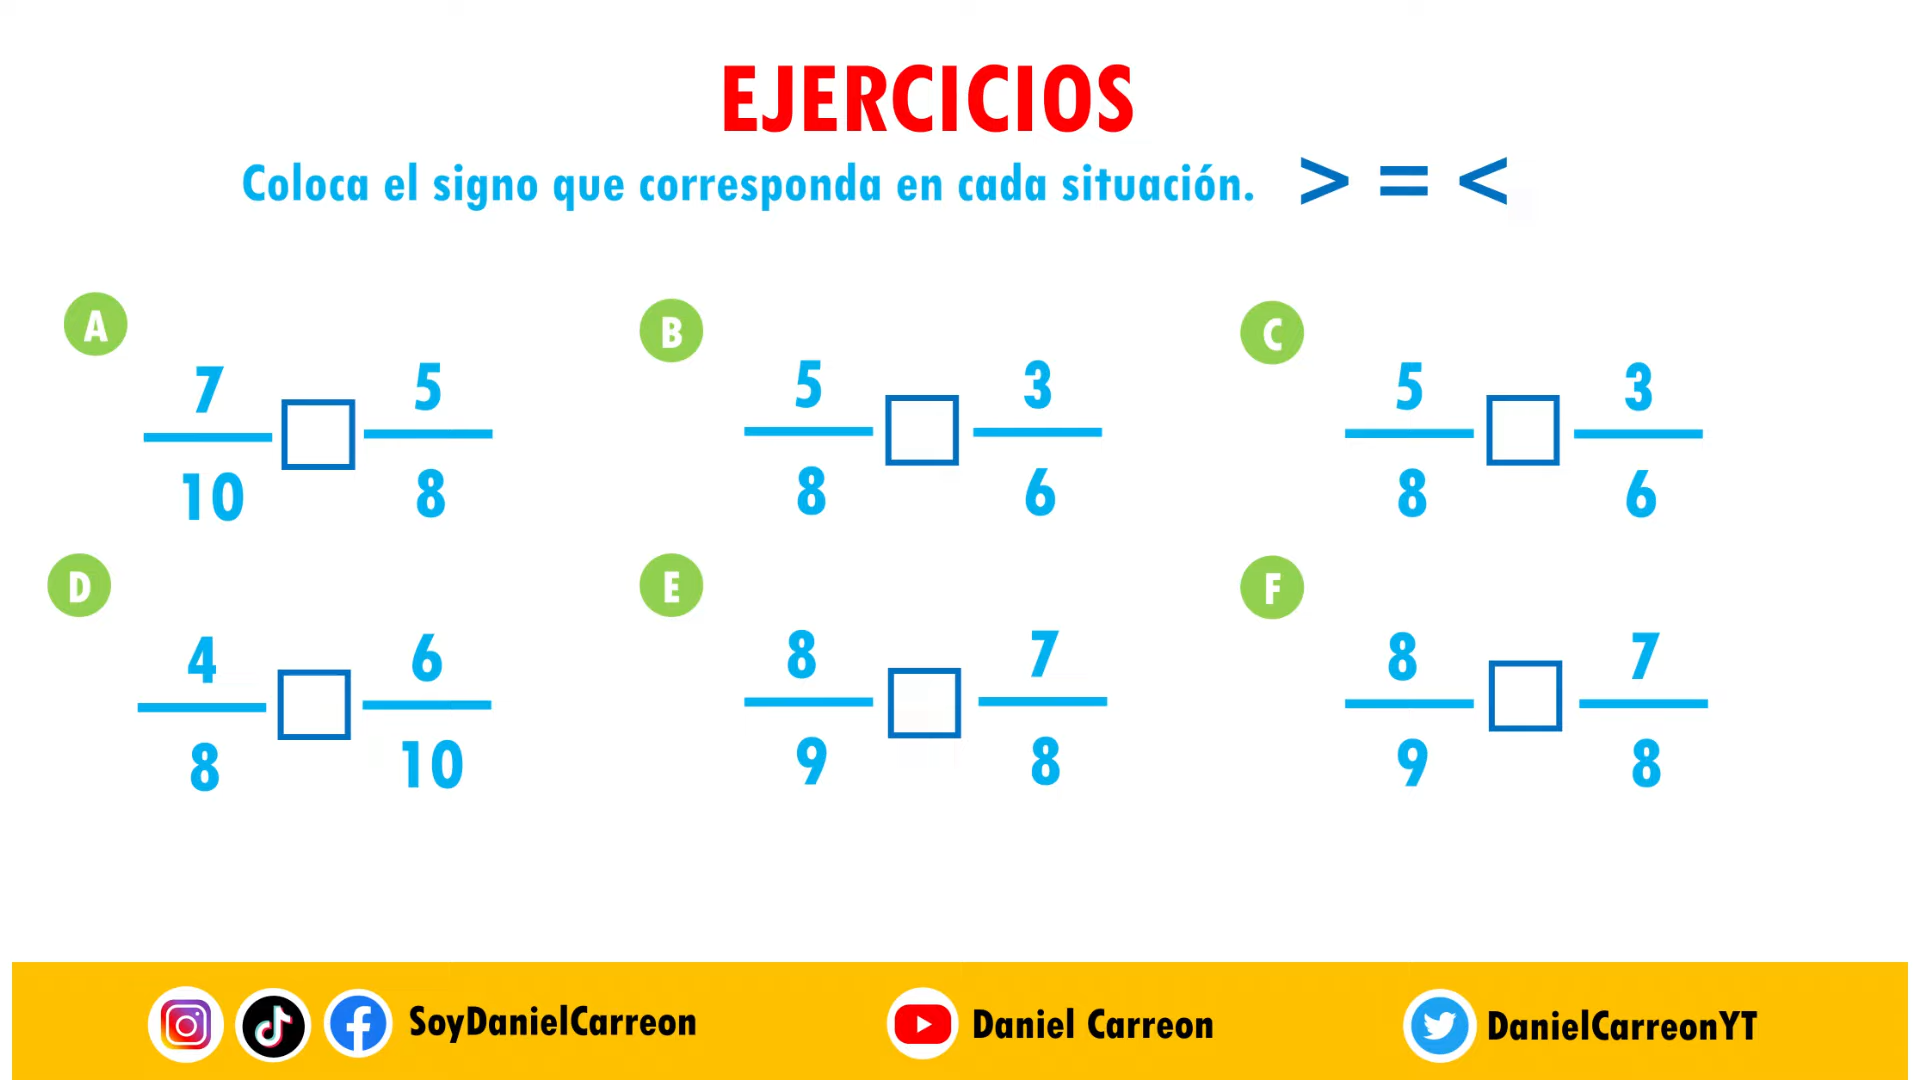 EJERCICIOS
Coloca el signo que corresponda en cada situación. > = <
A
7 5
10 8
B
5 3
8 6
C
5 3
8 6
D
4 6
8 10
E
8 7
9 8
F
8 7
9 8
SoyDanielCarreon
Daniel Carreon
DanielCarreonYT